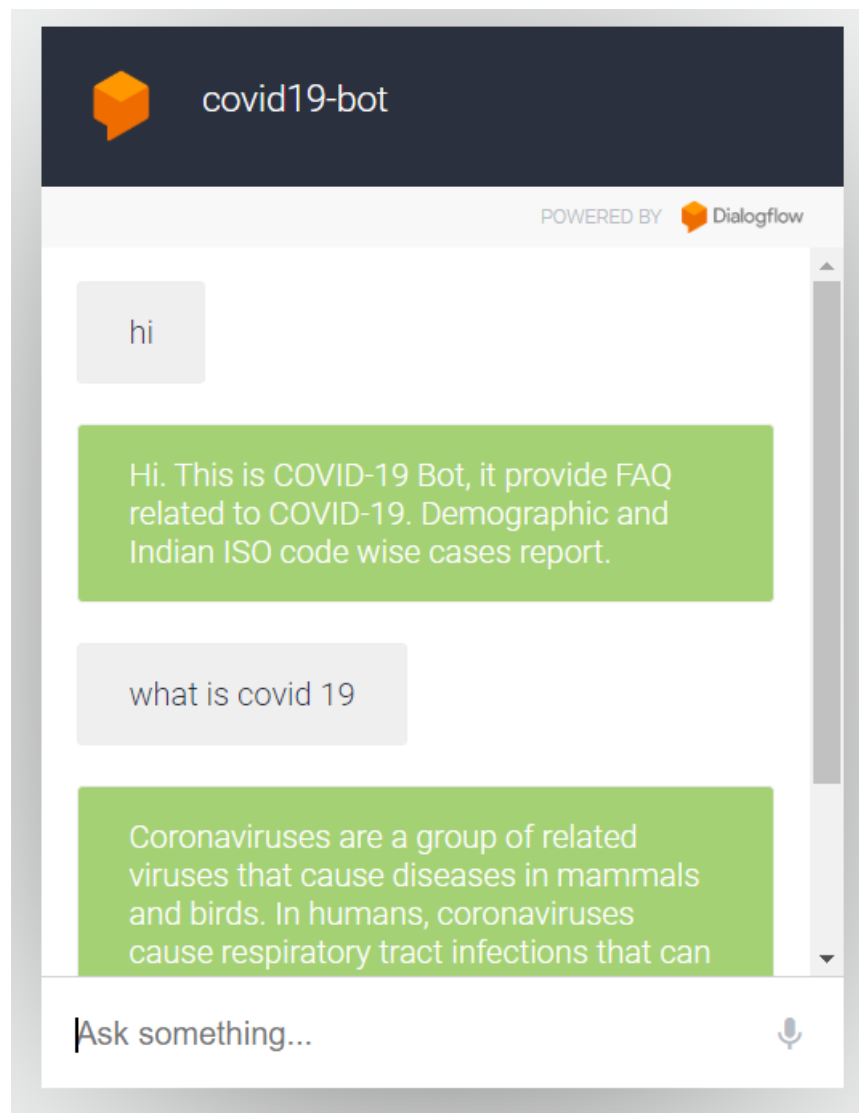 covid19-bot
POWERED BY Dialogflow
hi
Hi. This is COVID-19 Bot, it provide FAQ
related to COVID-19. Demographic and
Indian ISO code wise cases report.
what is covid 19
Coronaviruses are a group of related
viruses that cause diseases in mammals
and birds. In humans, coronaviruses
cause respiratory tract infections that can
Ask something...